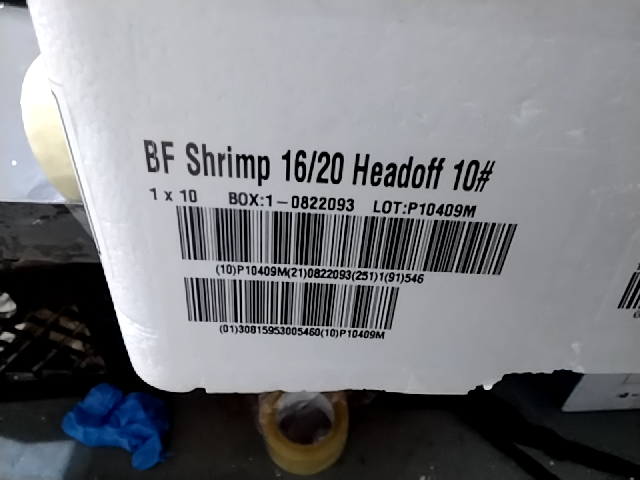 BF Shrimp 16/20 Headoff 10#
1 x 10 BOX:1-0822093 LOT:P10409M
(10)P10409M(21)0822093(251)1(91)546
(01)30815953005460(10)P10409M